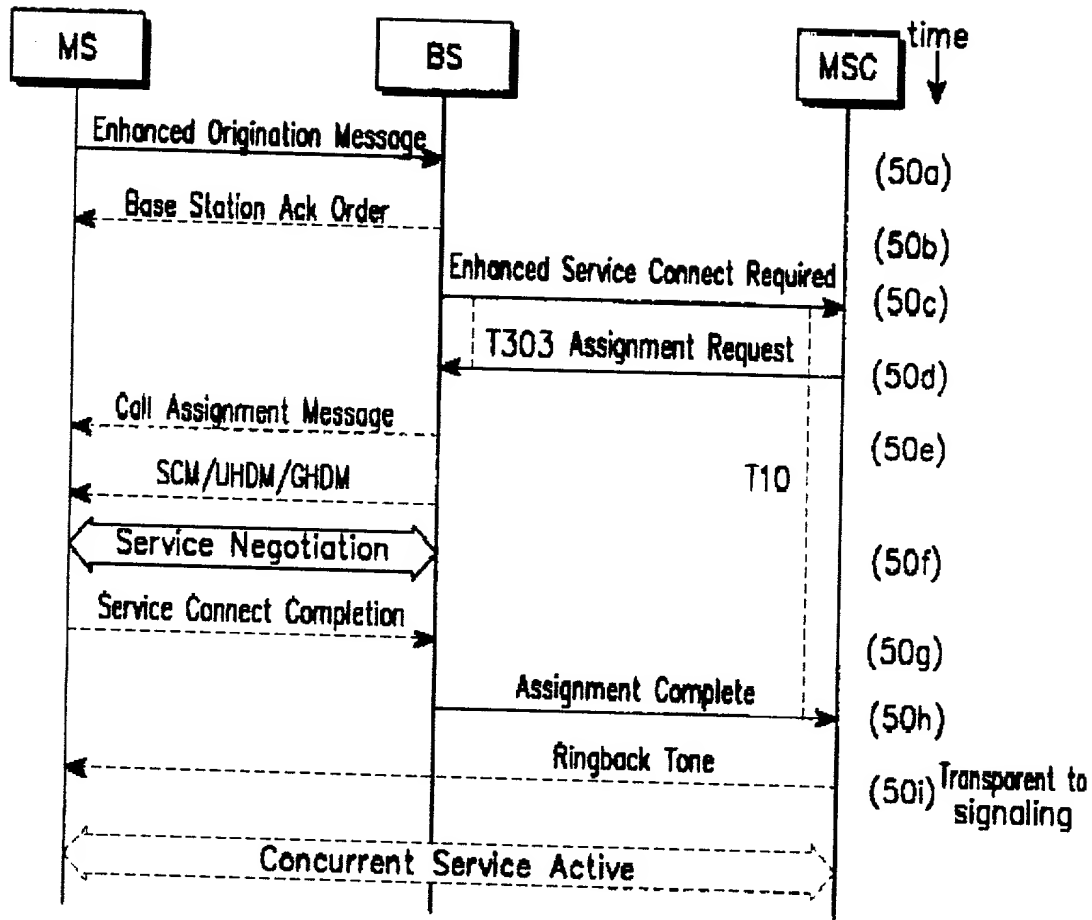 MS
BS
MSC
time
Enhanced Origination Message
(50a)
Base Station Ack Order
(50b)
Enhanced Service Connect Required
(50c)
T303 Assignment Request
(50d)
Call Assignment Message
(50e)
SCM/UHDM/GHDM
T10
Service Negotiation
(50f)
Service Connect Completion
(50g)
Assignment Complete
(50h)
Ringback Tone
(50i) Transparent to
signaling
Concurrent Service Active